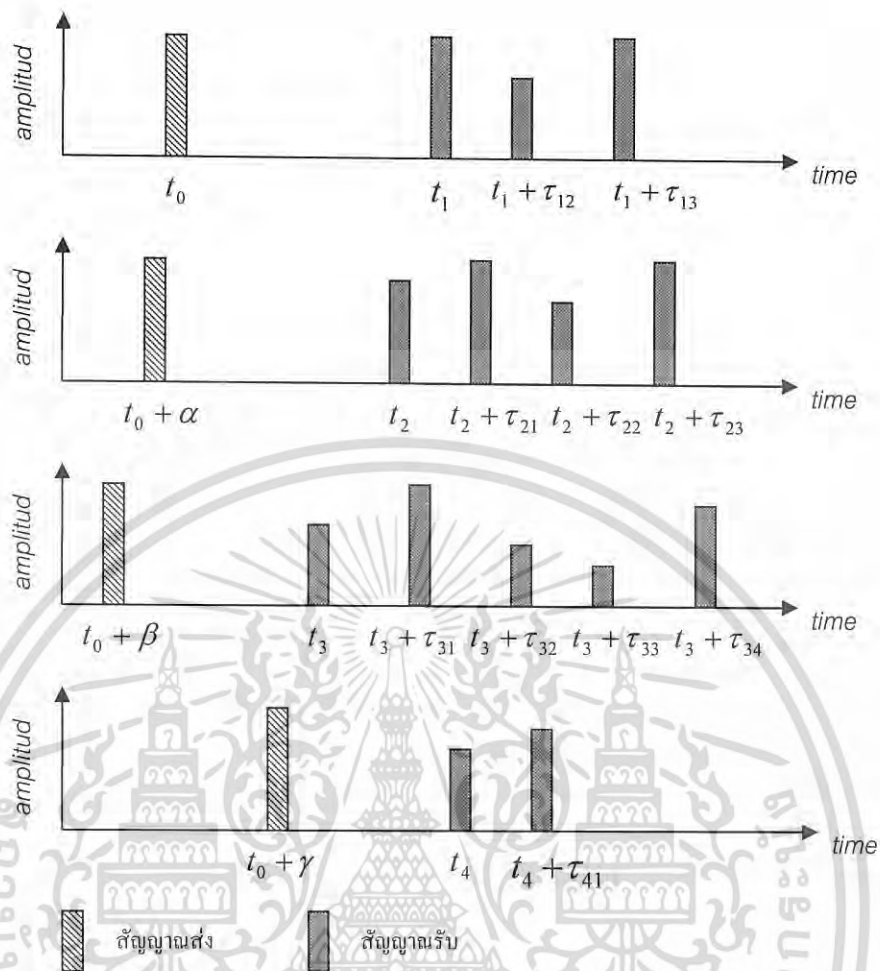 amplitud
time
t₀ t₁ t₁ + τ₁₂ t₁ + τ₁₃
amplitud
time
t₀ + α t₂ t₂ + τ₂₁ t₂ + τ₂₂ t₂ + τ₂₃
amplitud
time
t₀ + β t₃ t₃ + τ₃₁ t₃ + τ₃₂ t₃ + τ₃₃ t₃ + τ₃₄
amplitud
time
t₀ + γ t₄ t₄ + τ₄₁
สัญญาณส่ง สัญญาณรับ